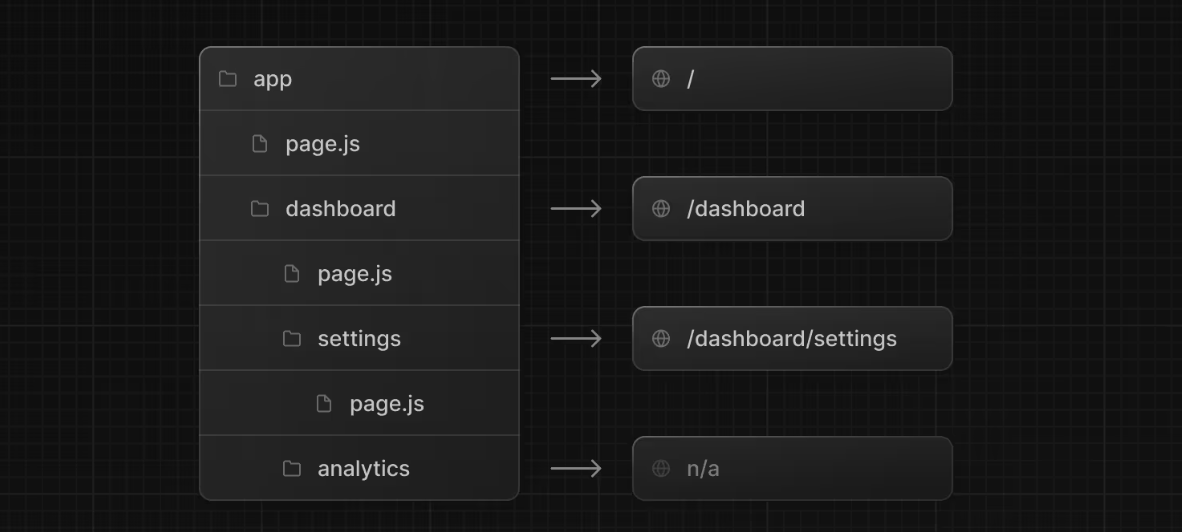 app
/
page.js
dashboard
/dashboard
page.js
settings
/dashboard/settings
page.js
analytics
n/a